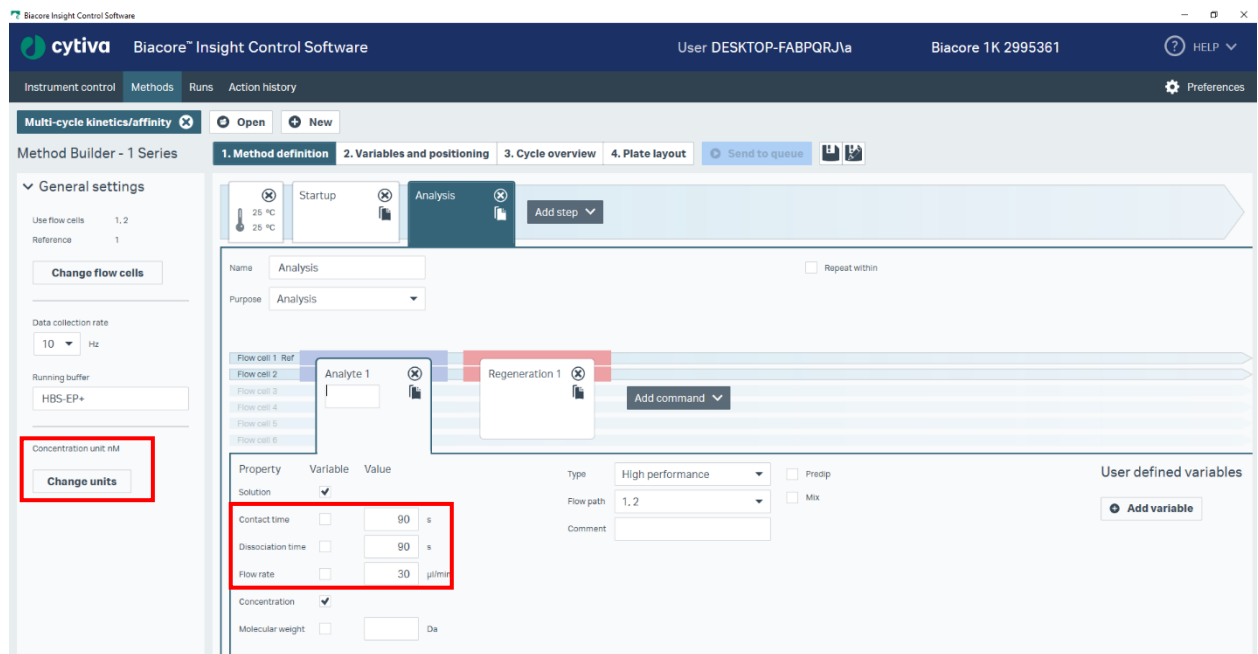 Biacore Insight Control Software
cytiva Biacore™ Insight Control Software User DESKTOP-FABPQRJ\a Biacore 1K 2995361 ? HELP
Instrument control Methods Runs Action history Preferences
Multi-cycle kinetics/affinity Open New
Method Builder - 1 Series 1. Method definition 2. Variables and positioning 3. Cycle overview 4. Plate layout Send to queue
General settings
Use flow cells 1, 2
Reference 1
Change flow cells
Data collection rate
10 Hz
Running buffer
HBS-EP+
Concentration unit nM
Change units
25 °C
25 °C
Startup
Analysis
Add step
Name Analysis Repeat within
Purpose Analysis
Flow cell 1 Ref
Flow cell 2
Flow cell 3
Flow cell 4
Flow cell 5
Flow cell 6
Analyte 1
Regeneration 1
Add command
Property Variable Value
Solution
Contact time 90 s
Dissociation time 90 s
Flow rate 30 µl/min
Concentration
Molecular weight Da
Type High performance Predip
Flow path 1, 2 Mix
Comment
User defined variables
Add variable